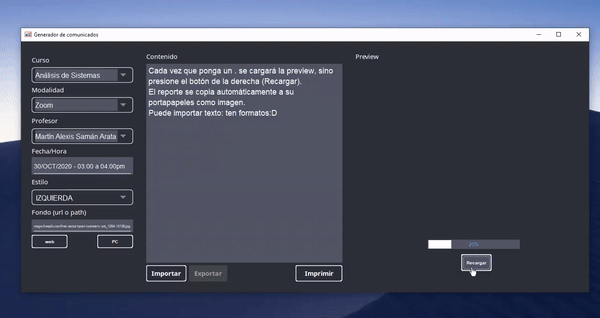 Generador de comunicados
Curso
Análisis de Sistemas
Modalidad
Zoom
Profesor
Martín Alexis Samán Arata
Fecha/Hora
30/OCT/2020 - 03:00 a 04:00pm
Estilo
IZQUIERDA
Fondo (url o path)
web
PC
Contenido
Cada vez que ponga un . se cargará la preview, sino
presione el botón de la derecha (Recargar).
El reporte se copia automáticamente a su
portapapeles como imagen.
Puede importar texto: ten formatos:D
Importar
Exportar
Imprimir
Preview
Recargar